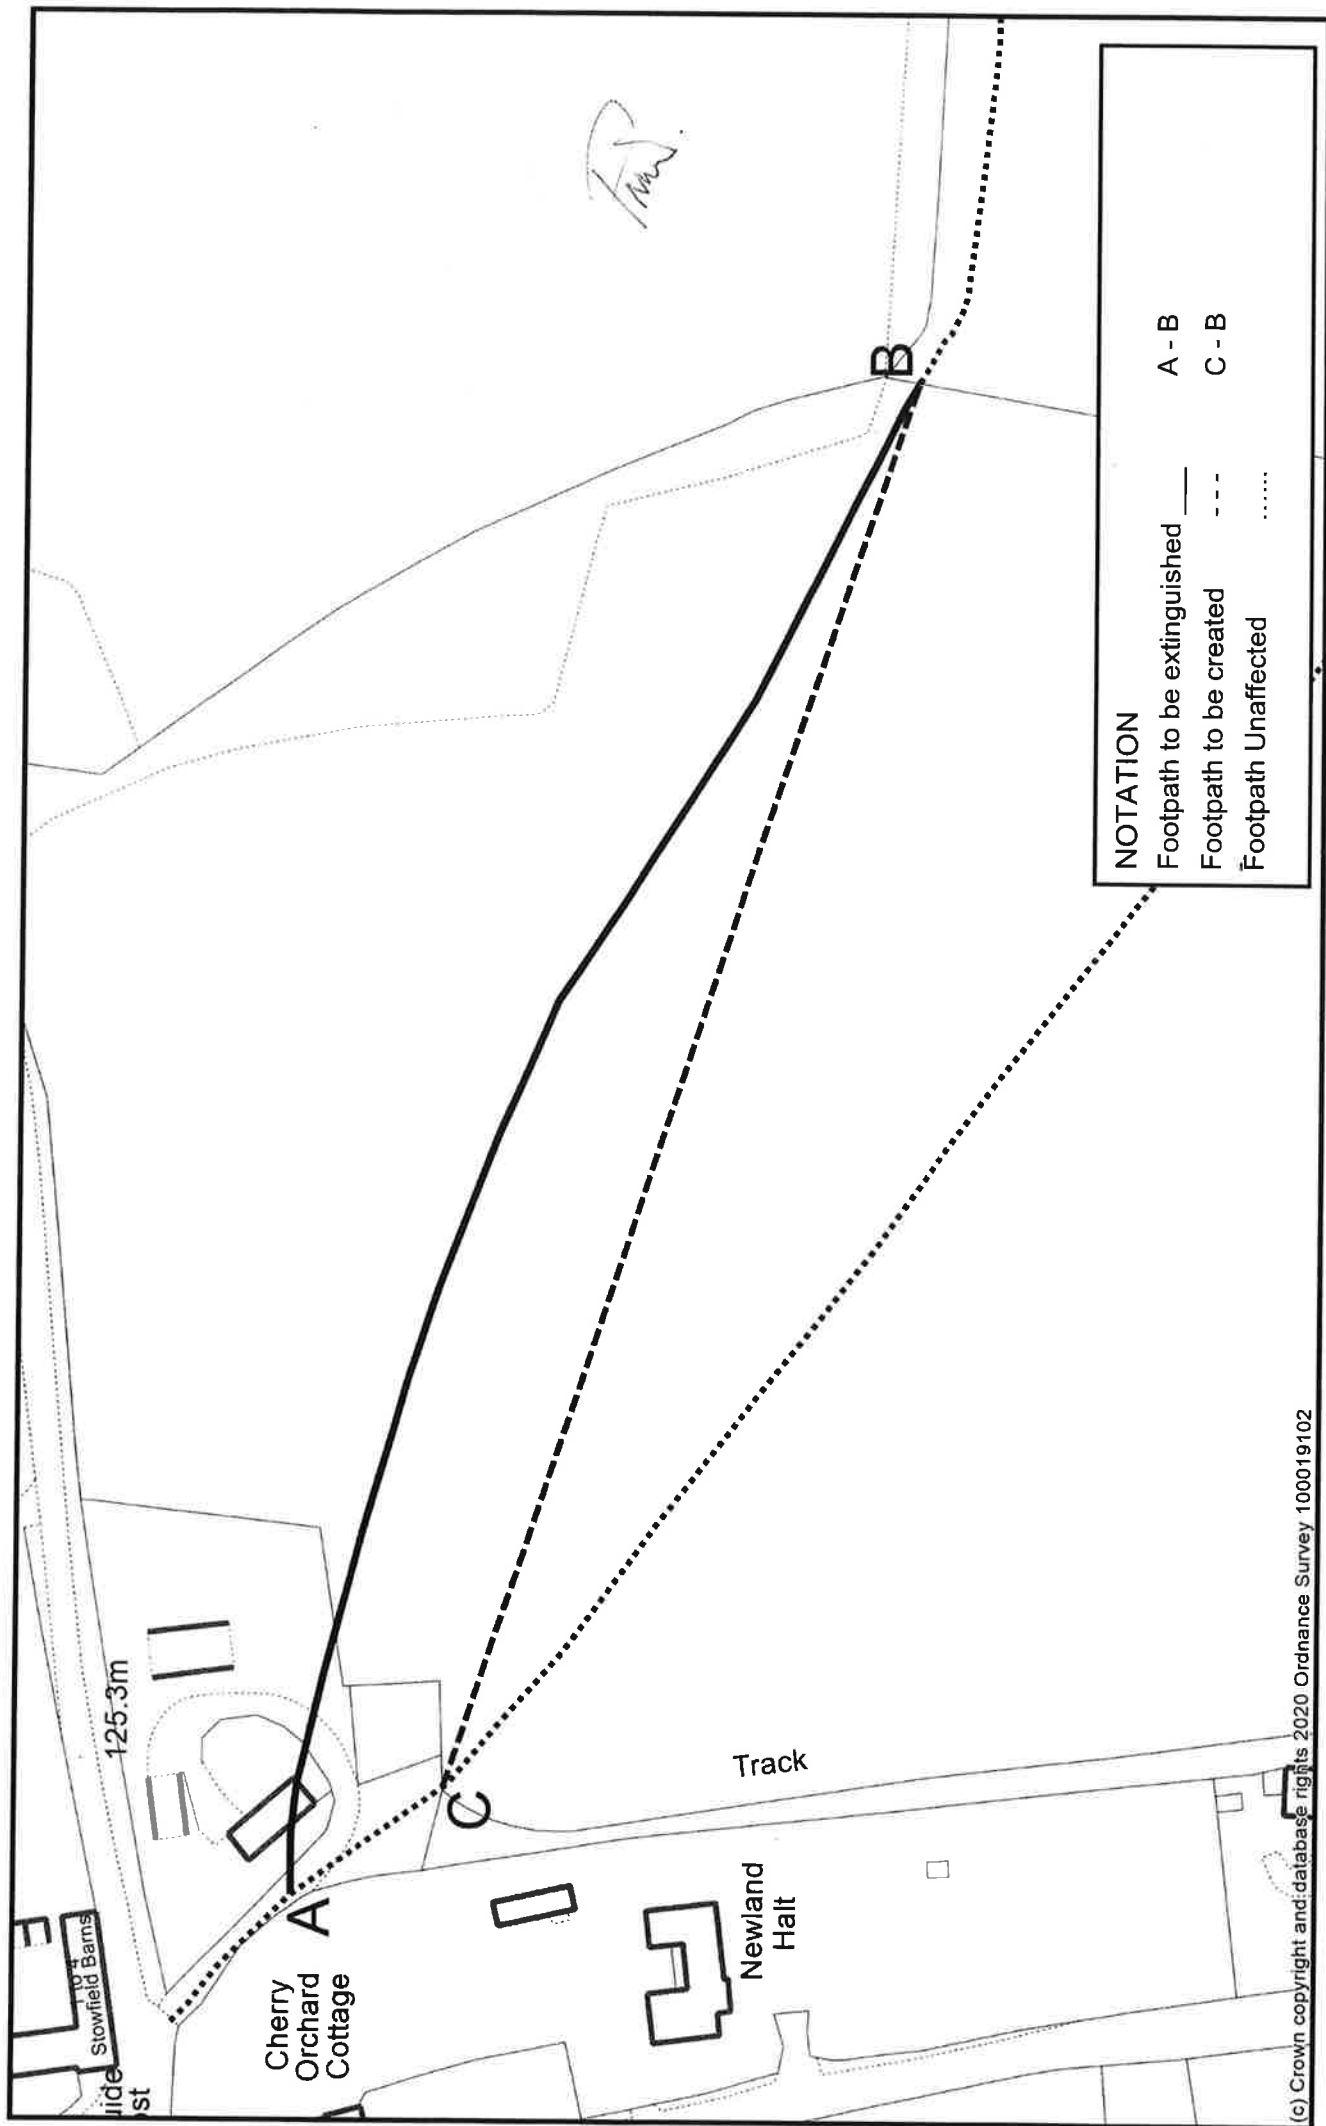 1 to 4
Stowfield Barns
125.3m
Cherry
Orchard
Cottage
A
C
B
Newland
Halt
Track
NOTATION
Footpath to be extinguished A - B
Footpath to be created C - B
Footpath Unaffected
(c) Crown copyright and database rights 2020 Ordnance Survey 100019102